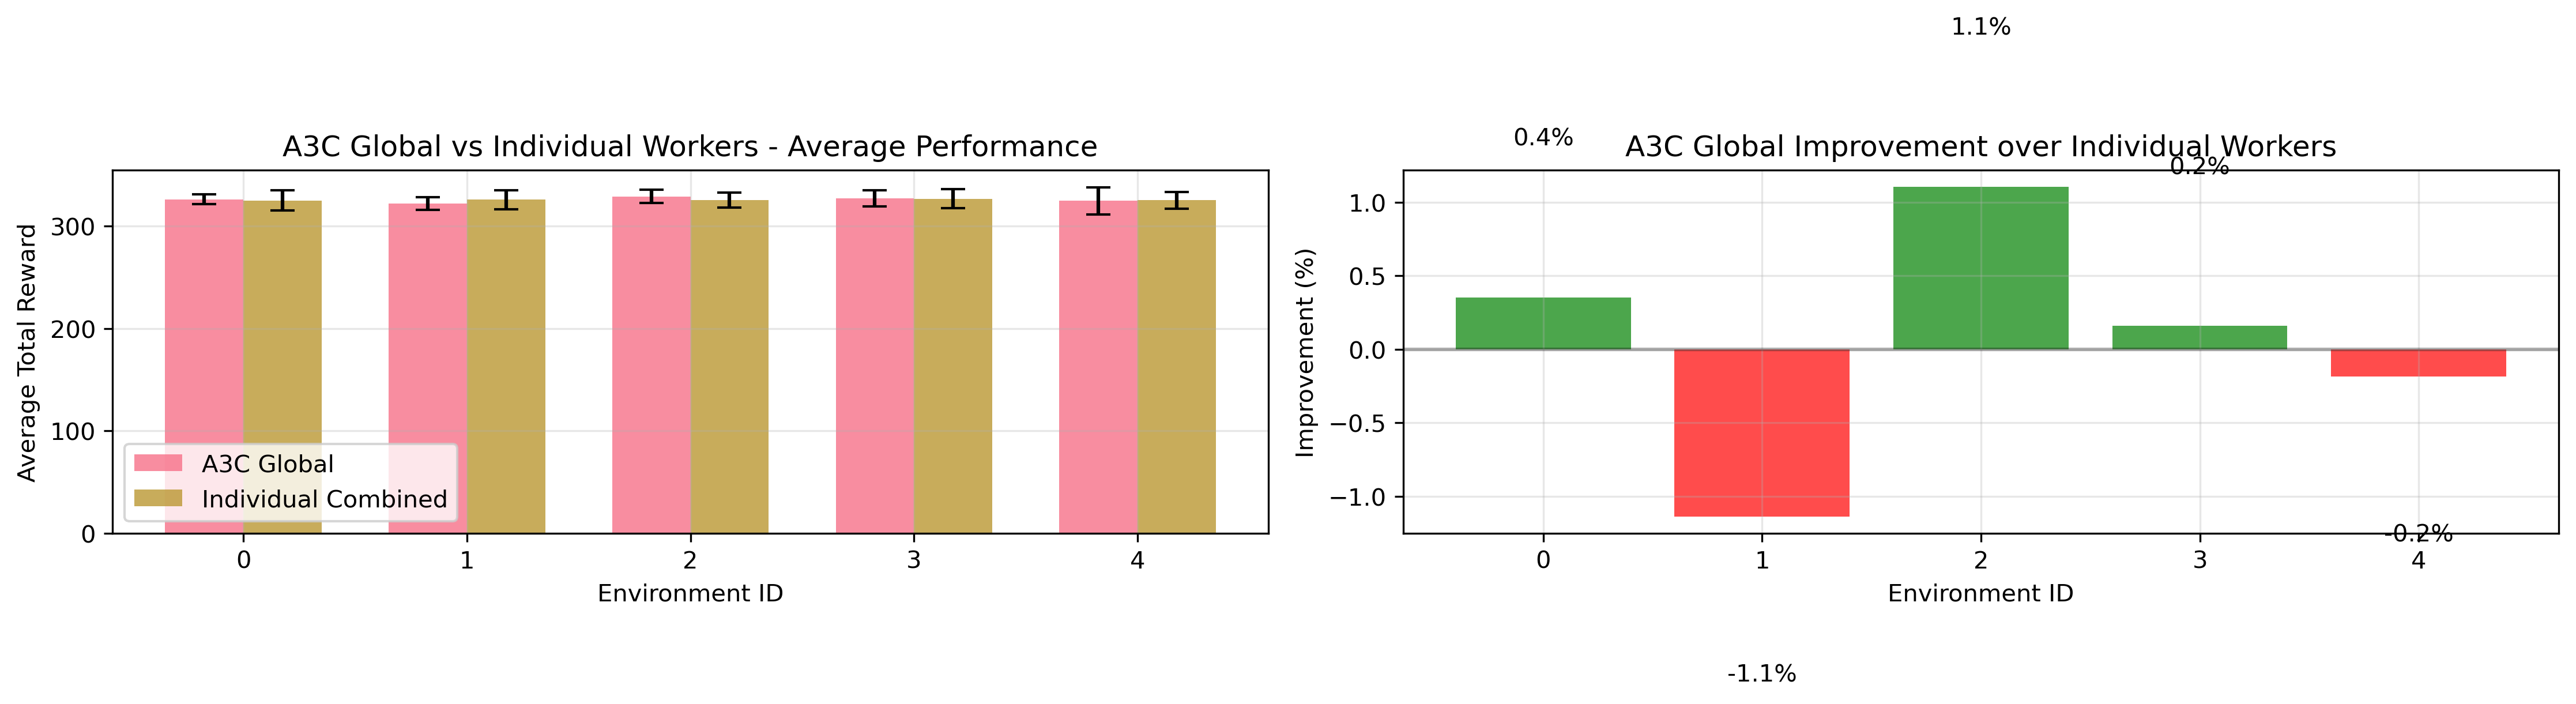 A3C Global vs Individual Workers - Average Performance
Average Total Reward
300
200
100
0
A3C Global
Individual Combined
0 1 2 3 4
Environment ID
1.1%
0.4%
A3C Global Improvement over Individual Workers
0.2%
Improvement (%)
1.0
0.5
0.0
−0.5
−1.0
-0.2%
0 1 2 3 4
Environment ID
-1.1%